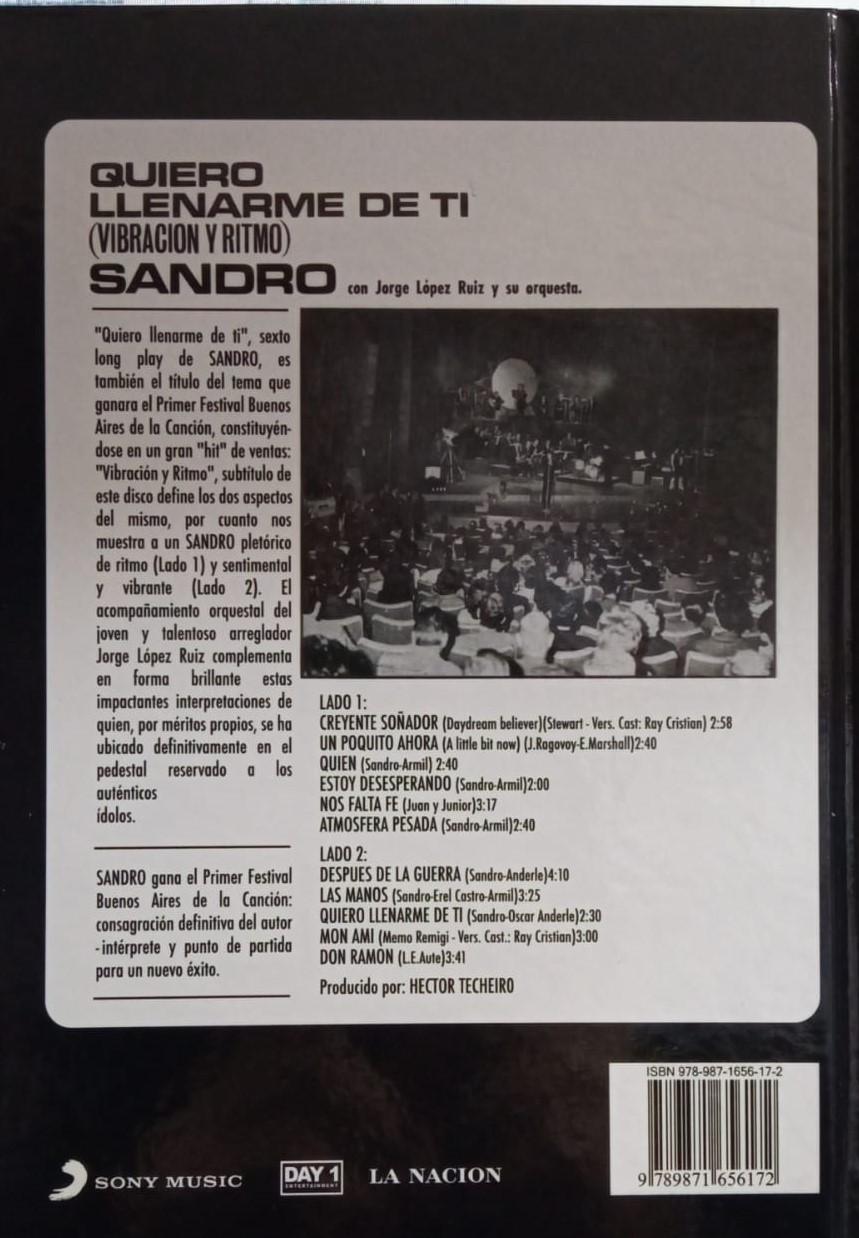 QUIERO
LLENARME DE TI
(VIBRACION Y RITMO)
SANDRO con Jorge López Ruiz y su orquesta.
"Quiero llenarme de ti", sexto
long play de SANDRO, es
también el título del tema que
ganara el Primer Festival Buenos
Aires de la Canción, constituyén-
dose en un gran "hit" de ventas:
"Vibración y Ritmo", subtítulo de
este disco define los dos aspectos
del mismo, por cuanto nos
muestra a un SANDRO pletórico
de ritmo (Lado 1) y sentimental
y vibrante (Lado 2). El
acompañamiento orquestal del
joven y talentoso arreglador
Jorge López Ruiz complementa
en forma brillante estas
impactantes interpretaciones de
quien, por méritos propios, se ha
ubicado definitivamente en el
pedestal reservado a los
auténticos
ídolos.
SANDRO gana el Primer Festival
Buenos Aires de la Canción:
consagración definitiva del autor
-intérprete y punto de partida
para un nuevo éxito.
LADO 1:
CREYENTE SOÑADOR (Daydream believer)(Stewart - Vers. Cast: Ray Cristian) 2:58
UN POQUITO AHORA (A little bit now) (J.Ragovoy-E.Marshall)2:40
QUIEN (Sandro-Armil) 2:40
ESTOY DESESPERANDO (Sandro-Armil)2:00
NOS FALTA FE (Juan y Junior)3:17
ATMOSFERA PESADA (Sandro-Armil)2:40
LADO 2:
DESPUES DE LA GUERRA (Sandro-Anderle)4:10
LAS MANOS (Sandro-Erel Castro-Armil)3:25
QUIERO LLENARME DE TI (Sandro-Oscar Anderle)2:30
MON AMI (Memo Remigi - Vers. Cast.: Ray Cristian)3:00
DON RAMON (L.E.Aute)3:41
Producido por: HECTOR TECHEIRO
ISBN 978-987-1656-17-2
9 789871 656172
SONY MUSIC
DAY 1
ENTERTAINMENT
LA NACION